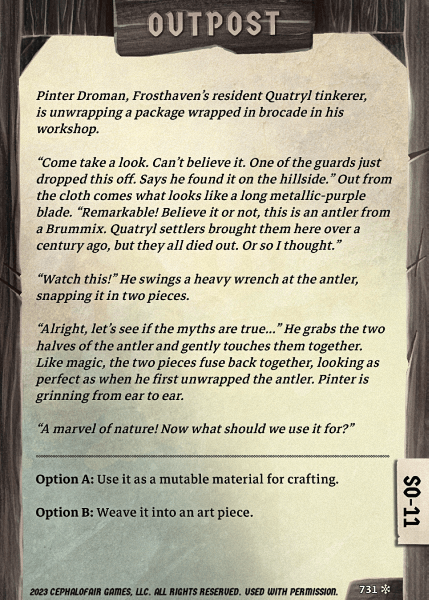 OUTPOST
Pinter Droman, Frosthaven's resident Quatryl tinkerer,
is unwrapping a package wrapped in brocade in his
workshop.
“Come take a look. Can't believe it. One of the guards just
dropped this off. Says he found it on the hillside.” Out from
the cloth comes what looks like a long metallic-purple
blade. “Remarkable! Believe it or not, this is an antler from
a Brummix. Quatryl settlers brought them here over a
century ago, but they all died out. Or so I thought.”
“Watch this!” He swings a heavy wrench at the antler,
snapping it in two pieces.
“Alright, let's see if the myths are true...” He grabs the two
halves of the antler and gently touches them together.
Like magic, the two pieces fuse back together, looking as
perfect as when he first unwrapped the antler. Pinter is
grinning from ear to ear.
“A marvel of nature! Now what should we use it for?”
Option A: Use it as a mutable material for crafting.
Option B: Weave it into an art piece.
SO-11
2023 CEPHALOFAIR GAMES, LLC. ALL RIGHTS RESERVED. USED WITH PERMISSION.
731